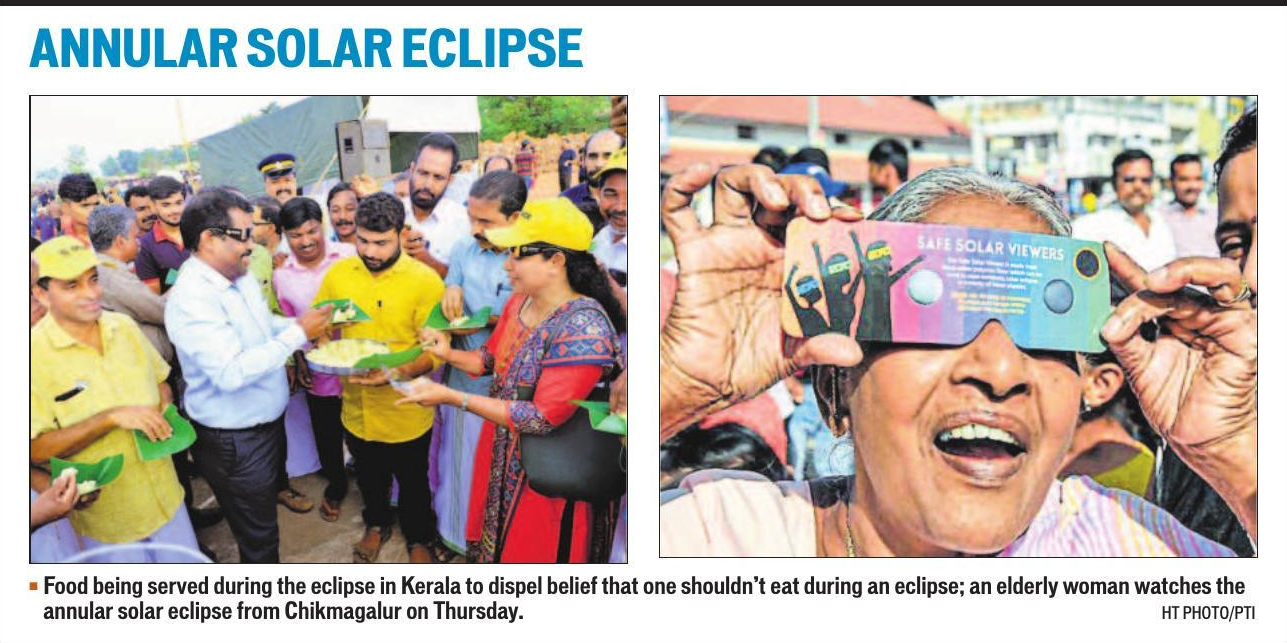 ANNULAR SOLAR ECLIPSE
SAFE SOLAR VIEWERS
Food being served during the eclipse in Kerala to dispel belief that one shouldn't eat during an eclipse; an elderly woman watches the
annular solar eclipse from Chikmagalur on Thursday.
HT PHOTO/PTI